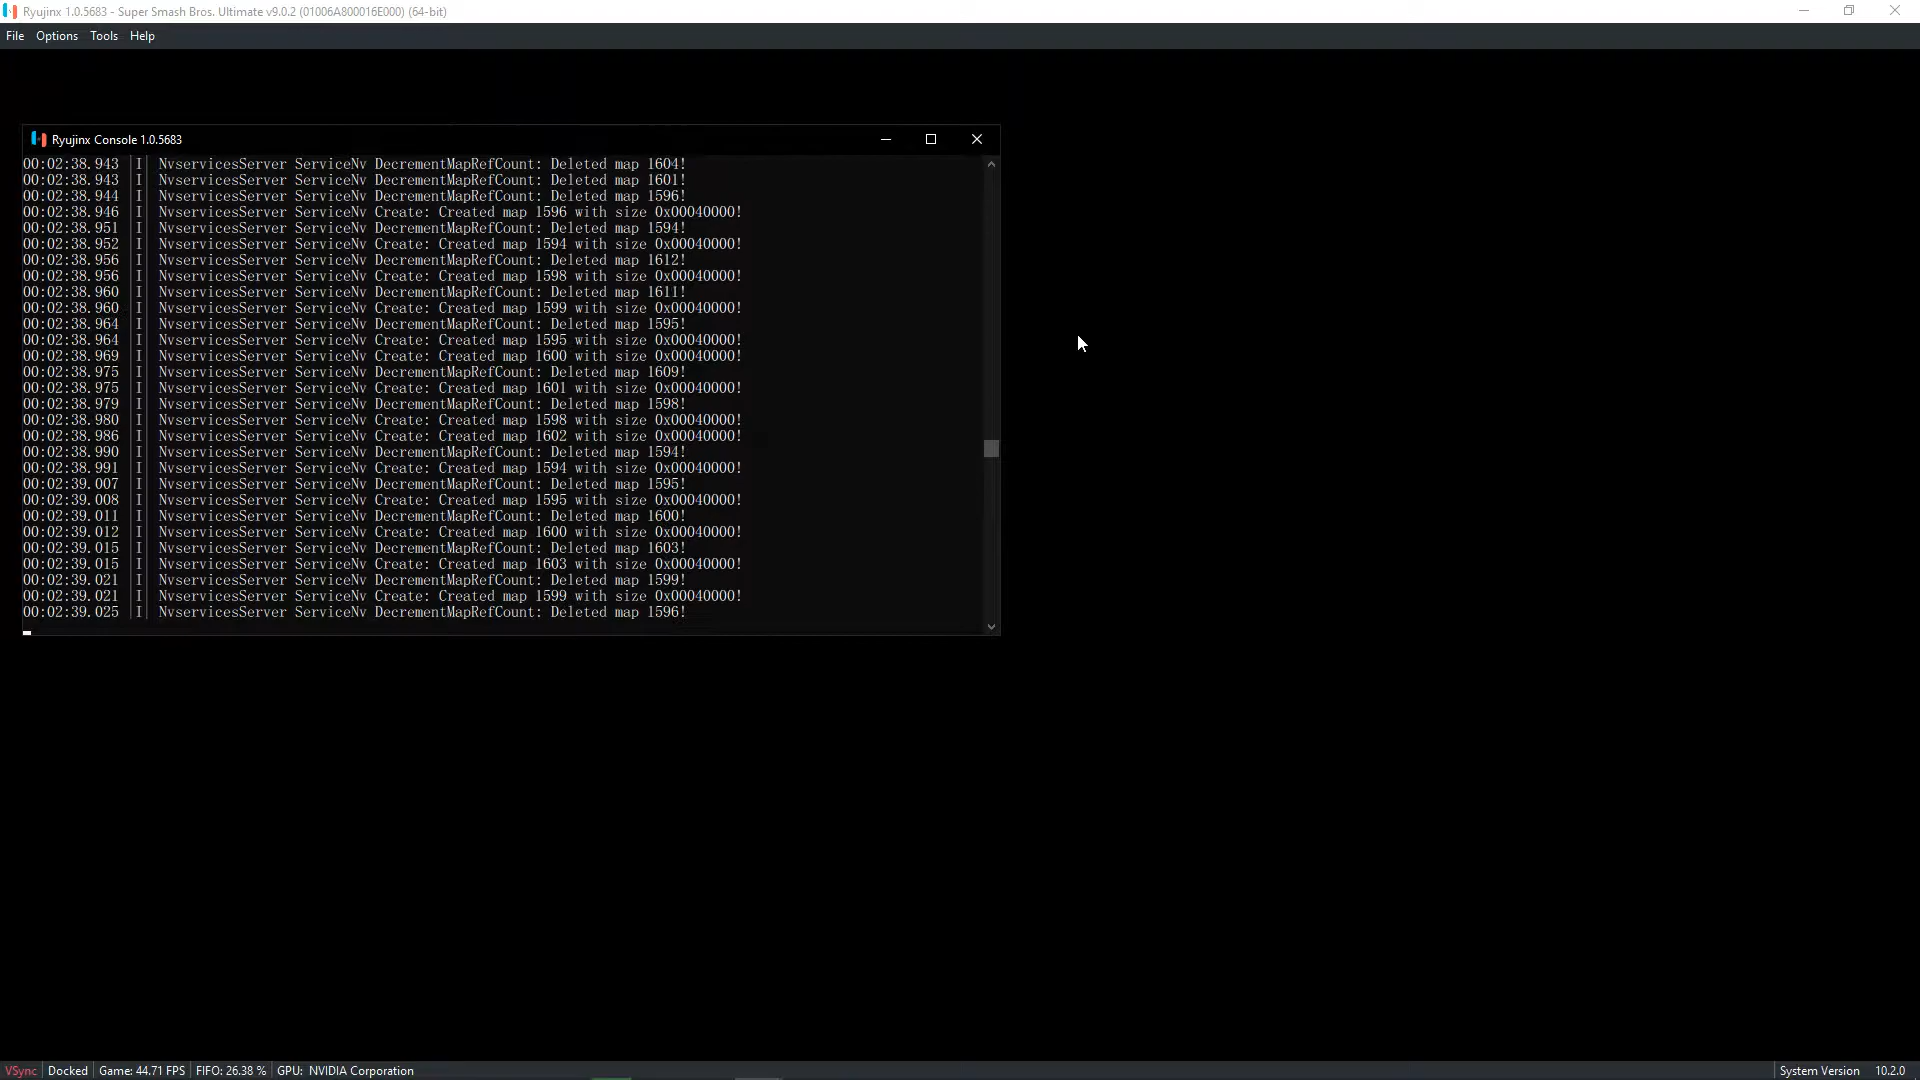 Ryujinx 1.0.5683 - Super Smash Bros. Ultimate v9.0.2 (01006A800016E000) (64-bit)
File Options Tools Help
Ryujinx Console 1.0.5683
00:02:38.943 |I| NvservicesServer ServiceNv DecrementMapRefCount: Deleted map 1604!
00:02:38.943 |I| NvservicesServer ServiceNv DecrementMapRefCount: Deleted map 1601!
00:02:38.944 |I| NvservicesServer ServiceNv DecrementMapRefCount: Deleted map 1596!
00:02:38.946 |I| NvservicesServer ServiceNv Create: Created map 1596 with size 0x00040000!
00:02:38.951 |I| NvservicesServer ServiceNv DecrementMapRefCount: Deleted map 1594!
00:02:38.952 |I| NvservicesServer ServiceNv Create: Created map 1594 with size 0x00040000!
00:02:38.956 |I| NvservicesServer ServiceNv DecrementMapRefCount: Deleted map 1612!
00:02:38.956 |I| NvservicesServer ServiceNv Create: Created map 1598 with size 0x00040000!
00:02:38.960 |I| NvservicesServer ServiceNv DecrementMapRefCount: Deleted map 1611!
00:02:38.960 |I| NvservicesServer ServiceNv Create: Created map 1599 with size 0x00040000!
00:02:38.964 |I| NvservicesServer ServiceNv DecrementMapRefCount: Deleted map 1595!
00:02:38.964 |I| NvservicesServer ServiceNv Create: Created map 1595 with size 0x00040000!
00:02:38.969 |I| NvservicesServer ServiceNv Create: Created map 1600 with size 0x00040000!
00:02:38.975 |I| NvservicesServer ServiceNv DecrementMapRefCount: Deleted map 1609!
00:02:38.975 |I| NvservicesServer ServiceNv Create: Created map 1601 with size 0x00040000!
00:02:38.979 |I| NvservicesServer ServiceNv DecrementMapRefCount: Deleted map 1598!
00:02:38.980 |I| NvservicesServer ServiceNv Create: Created map 1598 with size 0x00040000!
00:02:38.986 |I| NvservicesServer ServiceNv Create: Created map 1602 with size 0x00040000!
00:02:38.990 |I| NvservicesServer ServiceNv DecrementMapRefCount: Deleted map 1594!
00:02:38.991 |I| NvservicesServer ServiceNv Create: Created map 1594 with size 0x00040000!
00:02:39.007 |I| NvservicesServer ServiceNv DecrementMapRefCount: Deleted map 1595!
00:02:39.008 |I| NvservicesServer ServiceNv Create: Created map 1595 with size 0x00040000!
00:02:39.011 |I| NvservicesServer ServiceNv DecrementMapRefCount: Deleted map 1600!
00:02:39.012 |I| NvservicesServer ServiceNv Create: Created map 1600 with size 0x00040000!
00:02:39.015 |I| NvservicesServer ServiceNv DecrementMapRefCount: Deleted map 1603!
00:02:39.015 |I| NvservicesServer ServiceNv Create: Created map 1603 with size 0x00040000!
00:02:39.021 |I| NvservicesServer ServiceNv DecrementMapRefCount: Deleted map 1599!
00:02:39.021 |I| NvservicesServer ServiceNv Create: Created map 1599 with size 0x00040000!
00:02:39.025 |I| NvservicesServer ServiceNv DecrementMapRefCount: Deleted map 1596!
VSync Docked Game: 44.71 FPS FIFO: 26.38 % GPU: NVIDIA Corporation System Version 10.2.0